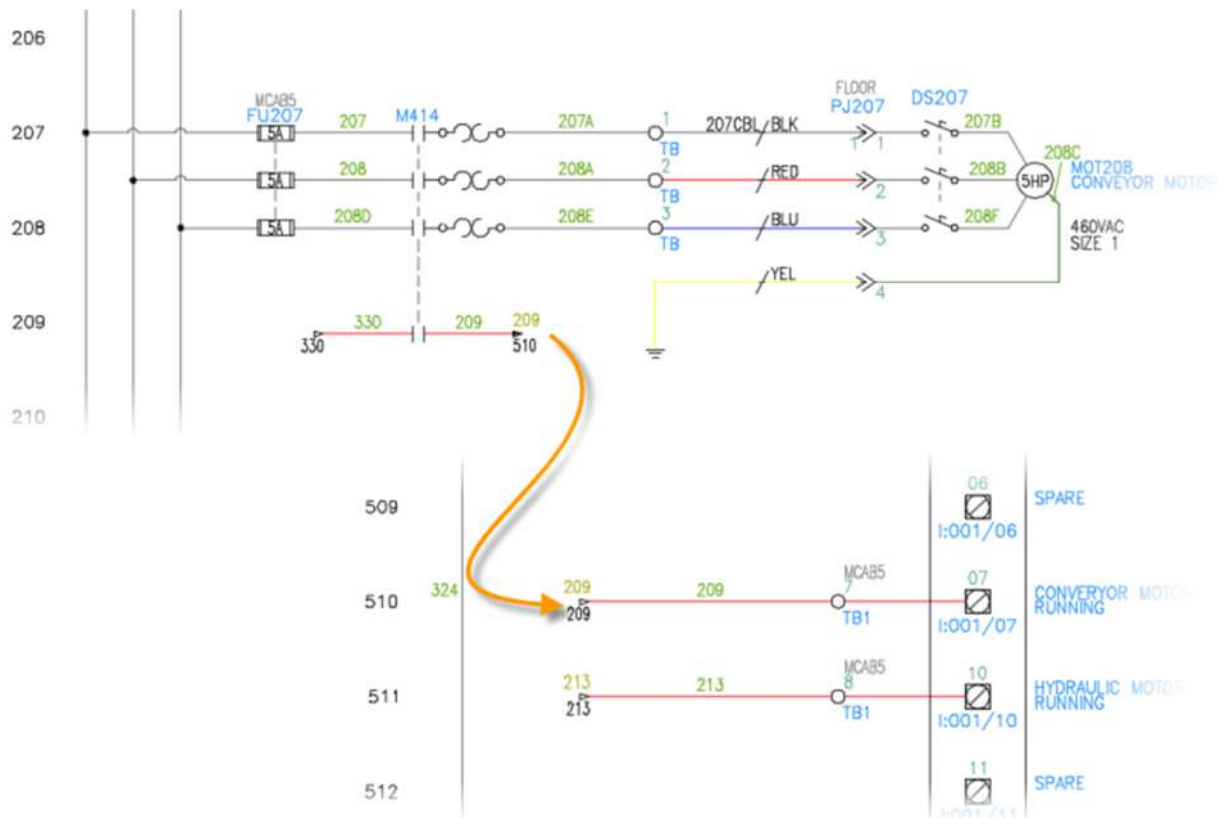 206
MCAB5
FU207
M414
FLOOR
PJ207
DS207
207
5A
207
207A
1
TB
207CBL
BLK
1
1
207B
5A
208
208A
2
TB
RED
2
208B
208C
5HP
MOT208
CONVEYOR MOTOR
208
5A
208D
208E
3
TB
BLU
3
208F
460VAC
SIZE 1
YEL
4
209
330
330
209
209
510
210
509
06
I:001/06
SPARE
510
324
209
209
209
MCAB5
7
TB1
07
I:001/07
CONVERYOR MOTOR
RUNNING
511
213
213
213
MCAB5
8
TB1
10
I:001/10
HYDRAULIC MOTOR
RUNNING
512
11
I:001/11
SPARE